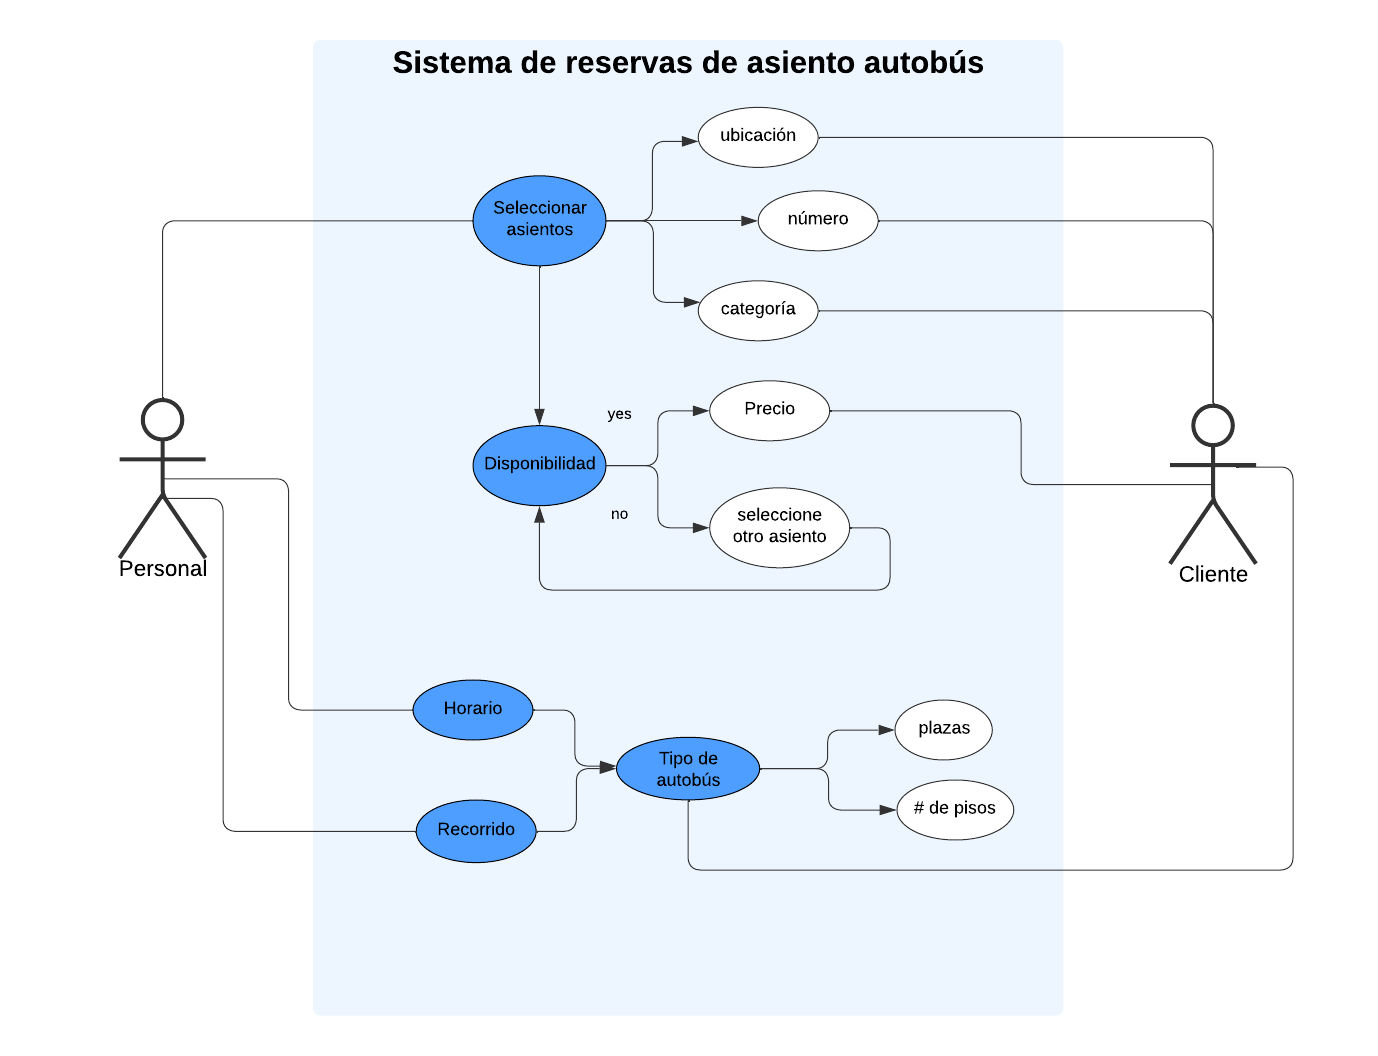 Sistema de reservas de asiento autobús
ubicación
Seleccionar
asientos
número
categoría
yes
Precio
Disponibilidad
no
seleccione
otro asiento
Personal
Cliente
Horario
plazas
Tipo de
autobús
# de pisos
Recorrido